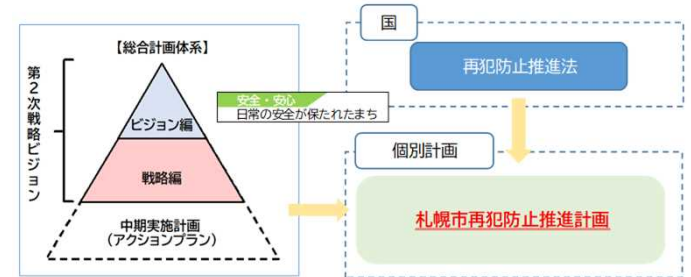 【総合計画体系】
第2次戦略ビジョン
ビジョン編
戦略編
中期実施計画
(アクションプラン)
安全・安心
日常の安全が保たれたまち
国
再犯防止推進法
個別計画
札幌市再犯防止推進計画